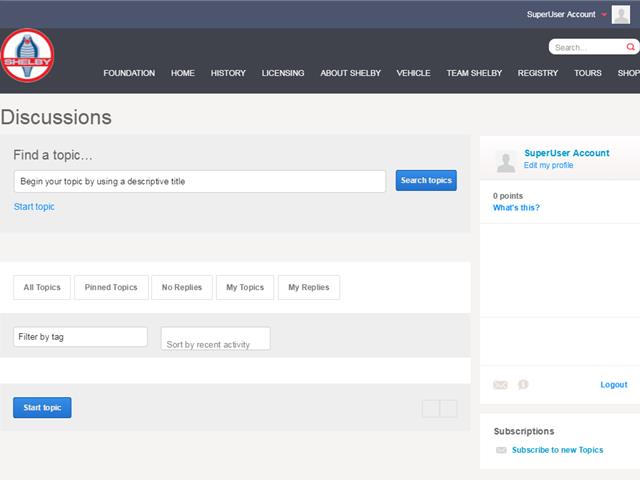 SuperUser Account
SHELBY
Search...
FOUNDATION HOME HISTORY LICENSING ABOUT SHELBY VEHICLE TEAM SHELBY REGISTRY TOURS SHOP
Discussions
Find a topic...
Begin your topic by using a descriptive title
Search topics
Start topic
All Topics Pinned Topics No Replies My Topics My Replies
Filter by tag
Sort by recent activity
Start topic
SuperUser Account
Edit my profile
0 points
What's this?
Logout
Subscriptions
Subscribe to new Topics